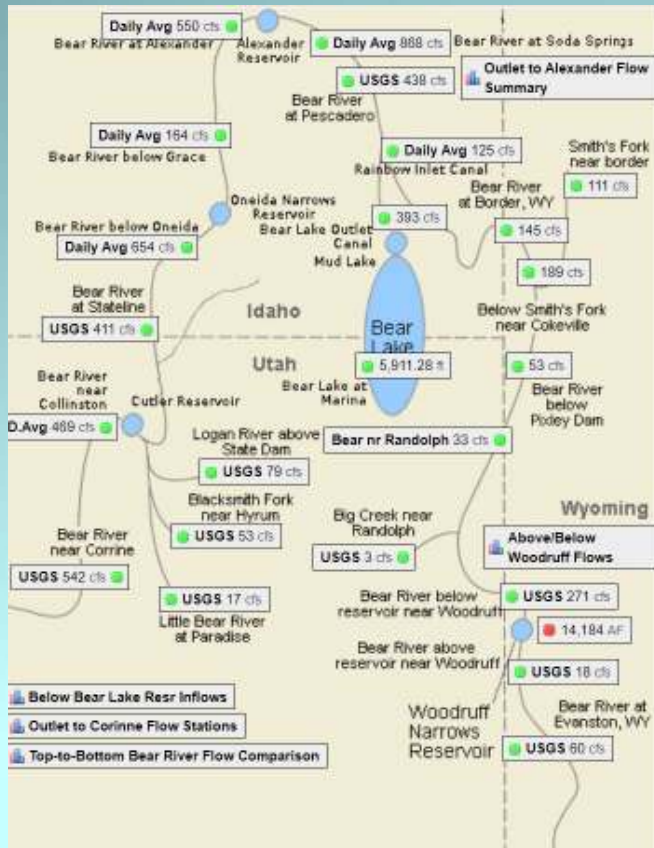 Daily Avg 550 cfs
Bear River at Alexander
Alexander
Reservoir
Daily Avg 868 cfs
Bear River at Soda Springs
USGS 438 cfs
Bear River
at Pescadero
Outlet to Alexander Flow
Summary
Daily Avg 164 cfs
Bear River below Grace
Daily Avg 125 cfs
Rainbow Inlet Canal
Smith's Fork
near border
111 cfs
Bear River
at Border, WY
145 cfs
Oneida Narrows
Reservoir
Bear River below Oneida
Daily Avg 654 cfs
393 cfs
Bear Lake Outlet
Canal
Mud Lake
189 cfs
Below Smith's Fork
near Cokeville
Bear River
at Stateline
USGS 411 cfs
Idaho
Utah
Bear
Lake
5,911.28 ft
Bear Lake at
Marina
53 cfs
Bear River
below
Pixley Dam
Bear River
near
Collinston
Cutler Reservoir
D.Avg 469 cfs
Logan River above
State Dam
USGS 79 cfs
Bear nr Randolph 33 cfs
Blacksmith Fork
near Hyrum
USGS 53 cfs
Big Creek near
Randolph
USGS 3 cfs
Wyoming
Above/Below
Woodruff Flows
Bear River
near Corrine
USGS 542 cfs
USGS 17 cfs
Little Bear River
at Paradise
Bear River below
reservoir near Woodruff
USGS 271 cfs
14,184 AF
Bear River above
reservoir near Woodruff
USGS 18 cfs
Woodruff
Narrows
Reservoir
Bear River at
Evanston, WY
USGS 60 cfs
Below Bear Lake Resr Inflows
Outlet to Corinne Flow Stations
Top-to-Bottom Bear River Flow Comparison